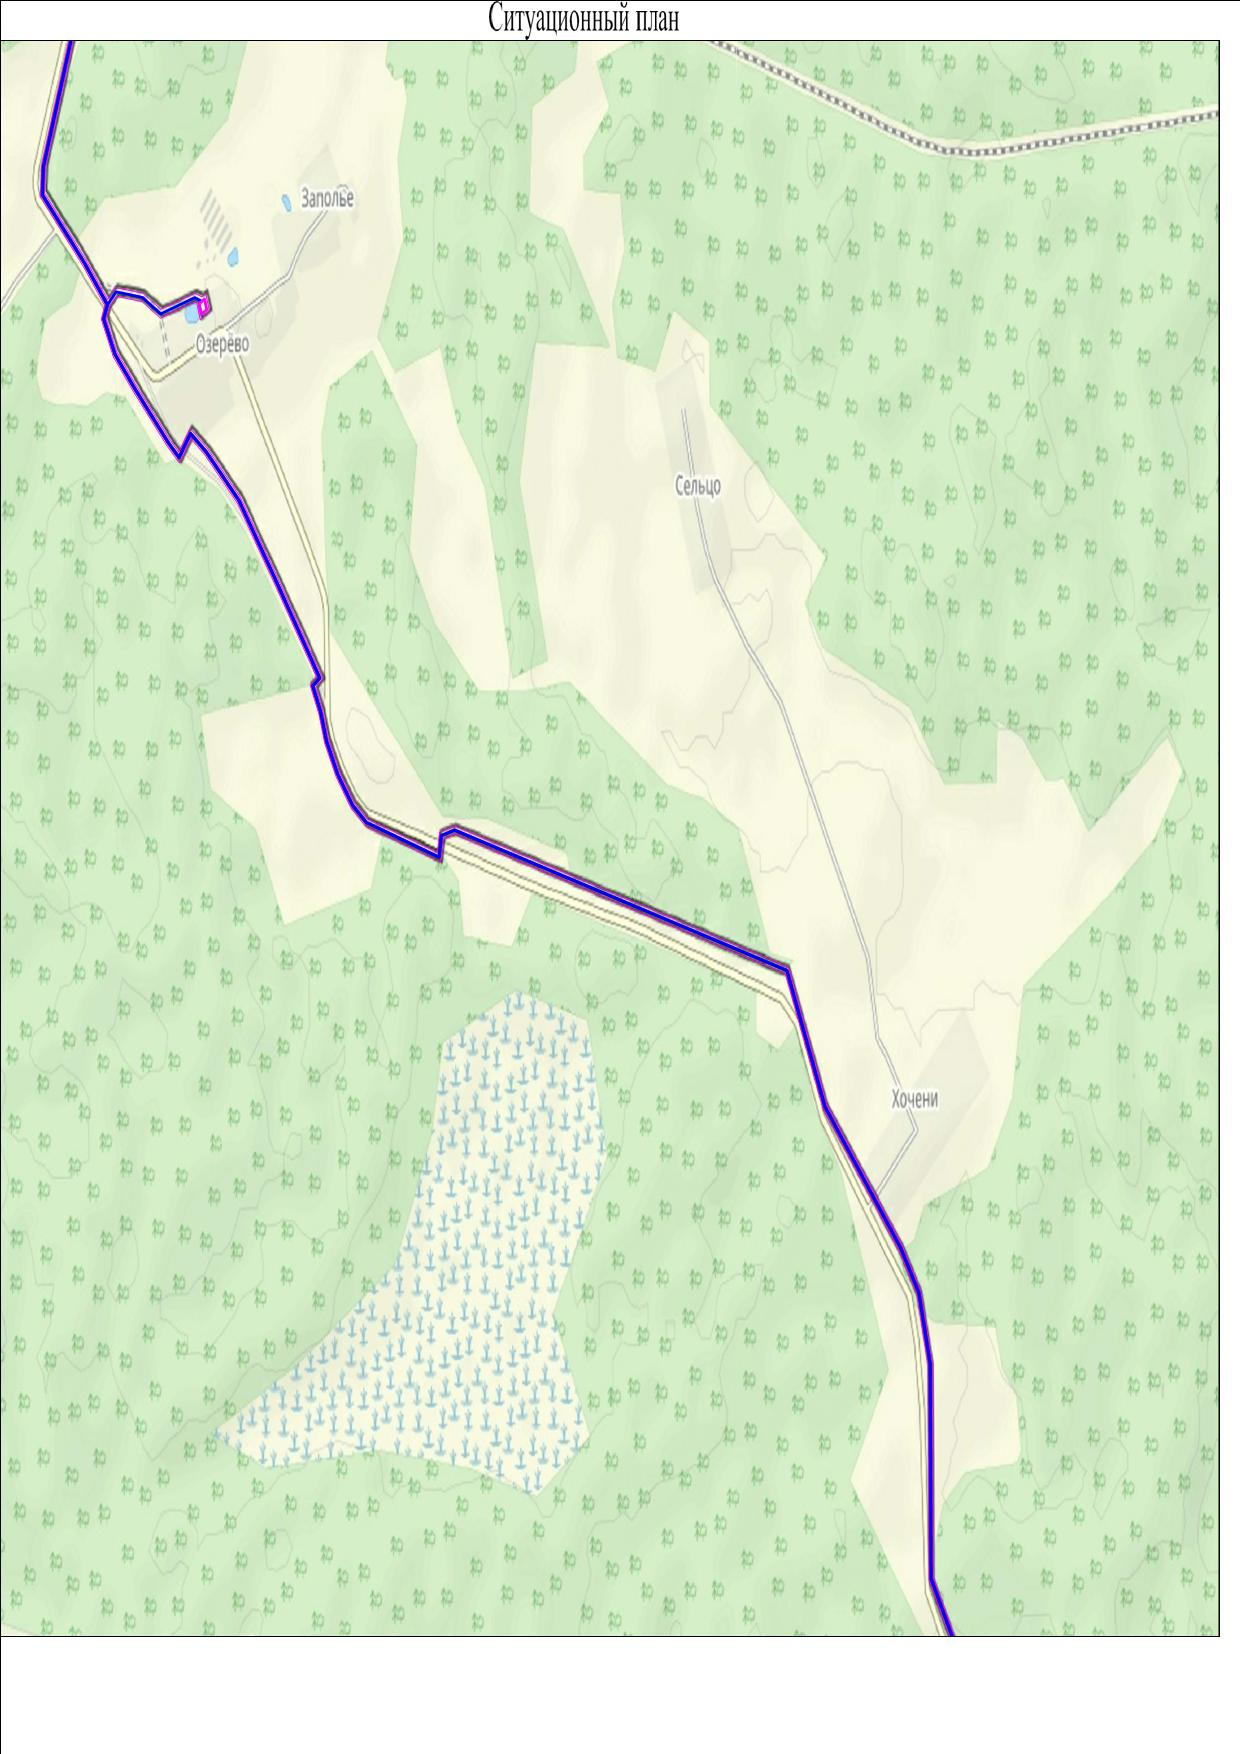 Ситуационный план
Заполье
Озерёво
Сельцо
Хочени